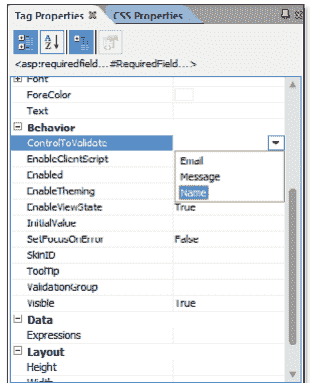 Tag Properties CSS Properties
<asp:requiredfield...#RequiredField...>
Font
ForeColor
Text
Behavior
ControlToValidate
EnableClientScript Email
Enabled Message
EnableTheming Name
EnableViewState True
InitialValue
SetFocusOnError False
SkinID
ToolTip
ValidationGroup
Visible True
Data
Expressions
Layout
Height
Width